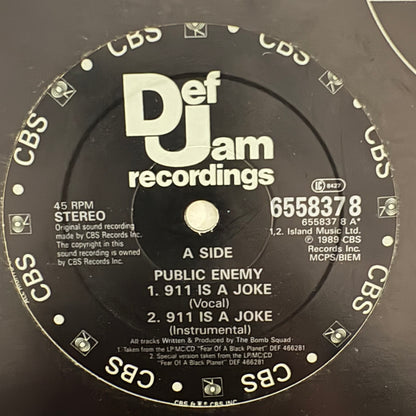 CBS
CBS
CBS
CBS
CBS
CBS
CBS
CBS
Def
Jam
recordings
45 RPM
STEREO
Original sound recording
made by CBS Records Inc.
The copyright in this
sound recording is owned
by CBS Records Inc.
LC 8427
655837 8
655837 8 A*
1,2. Island Music Ltd.
℗ 1989 CBS
Records Inc.
MCPS/BIEM
A SIDE
PUBLIC ENEMY
1. 911 IS A JOKE
(Vocal)
2. 911 IS A JOKE
(Instrumental)
All tracks Written & Produced by The Bomb Squad
1. Taken from the LP/MC/CD "Fear Of A Black Planet" DEF 466281
2. Special version taken from the LP/MC/CD
"Fear Of A Black Planet" DEF 466281